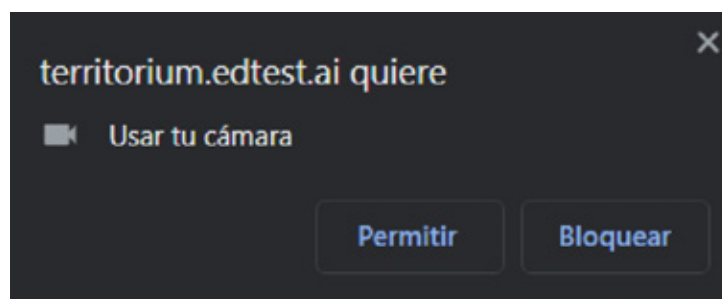 territorium.edtest.ai quiere
Usar tu cámara
Permitir
Bloquear